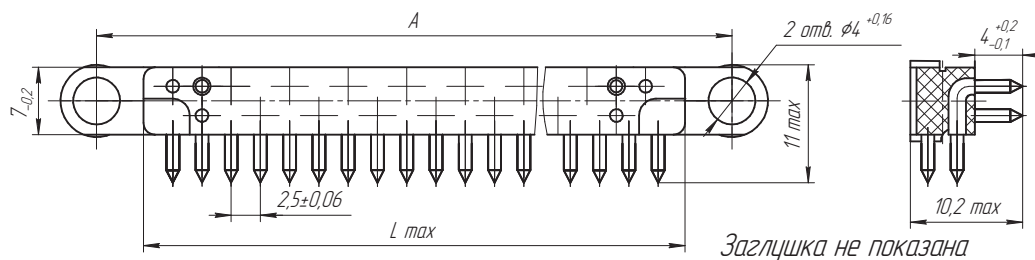 A
2 отв. ϕ4 +0,16
4 +0,2 -0,1
7-0,2
11 max
2,5±0,06
L max
10,2 max
Заглушка не показана